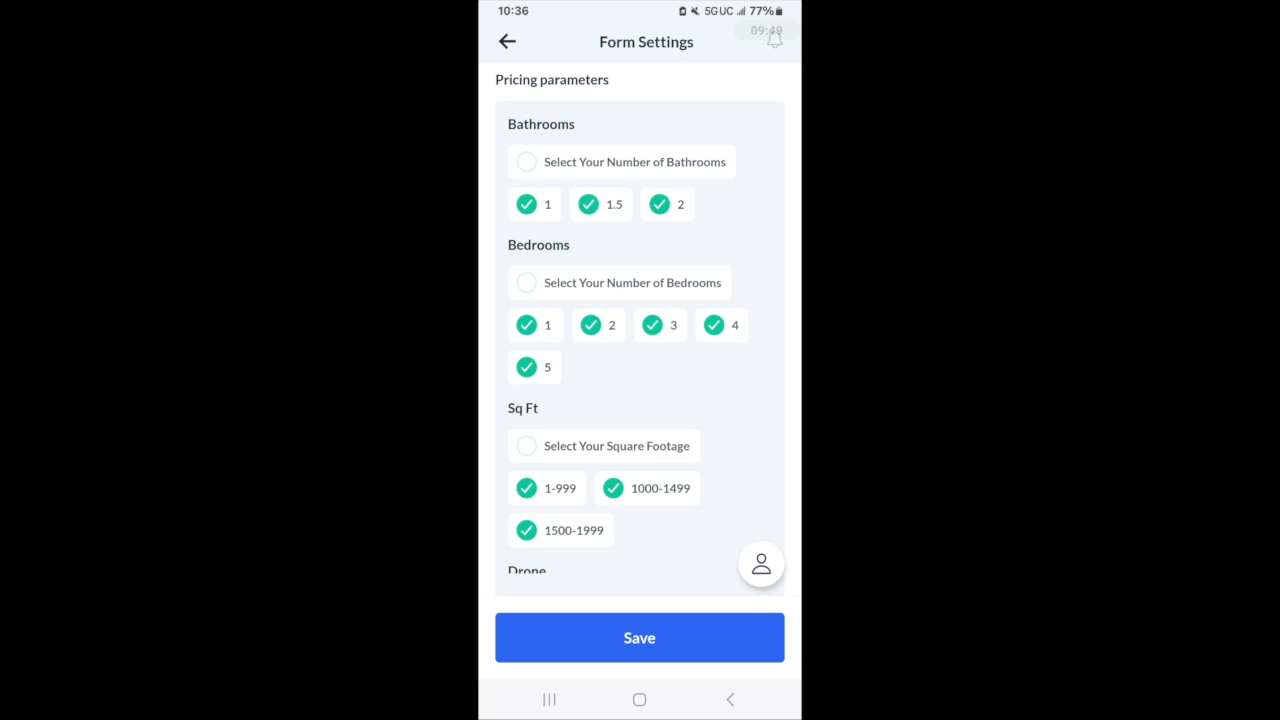 10:36
5G UC
77%
09:49
Form Settings
Pricing parameters
Bathrooms
Select Your Number of Bathrooms
1 1.5 2
Bedrooms
Select Your Number of Bedrooms
1 2 3 4
5
Sq Ft
Select Your Square Footage
1-999 1000-1499
1500-1999
Drone
Save